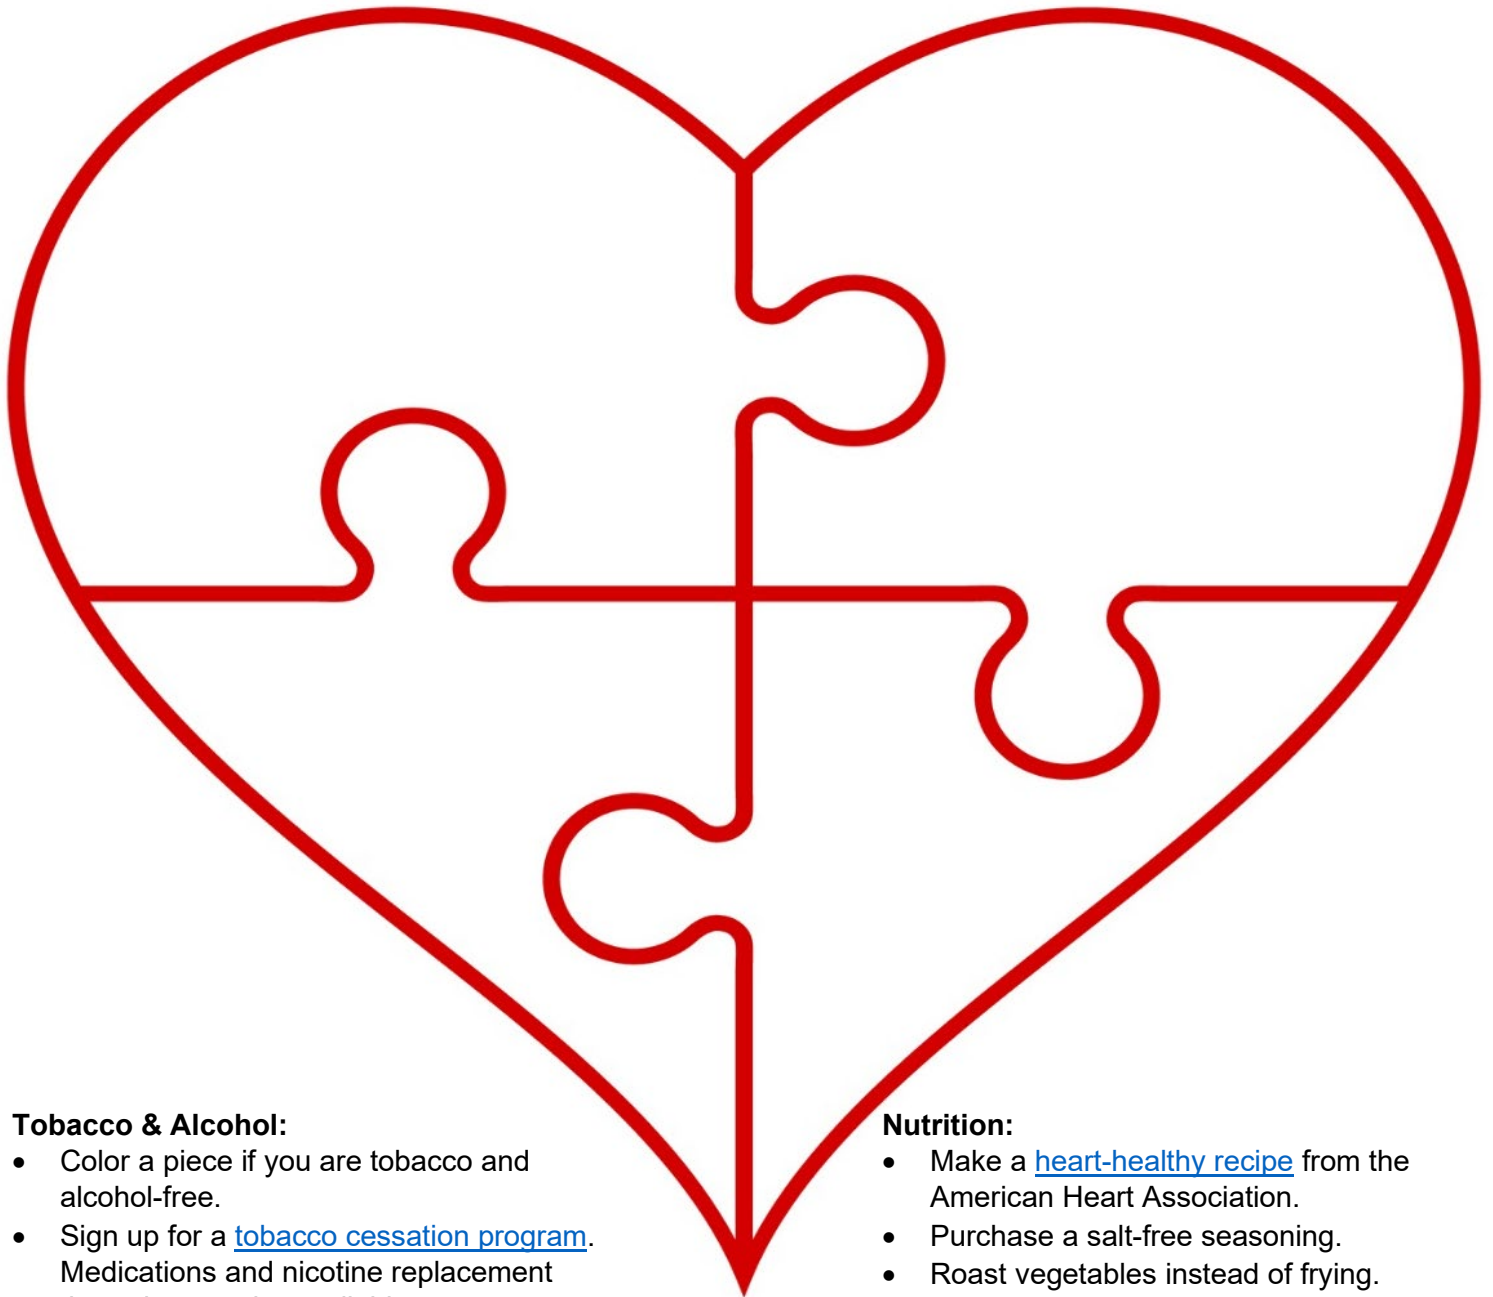 Tobacco & Alcohol:
• Color a piece if you are tobacco and
alcohol-free.
• Sign up for a tobacco cessation program.
Medications and nicotine replacement
Nutrition:
• Make a heart-healthy recipe from the
American Heart Association.
• Purchase a salt-free seasoning.
• Roast vegetables instead of frying.